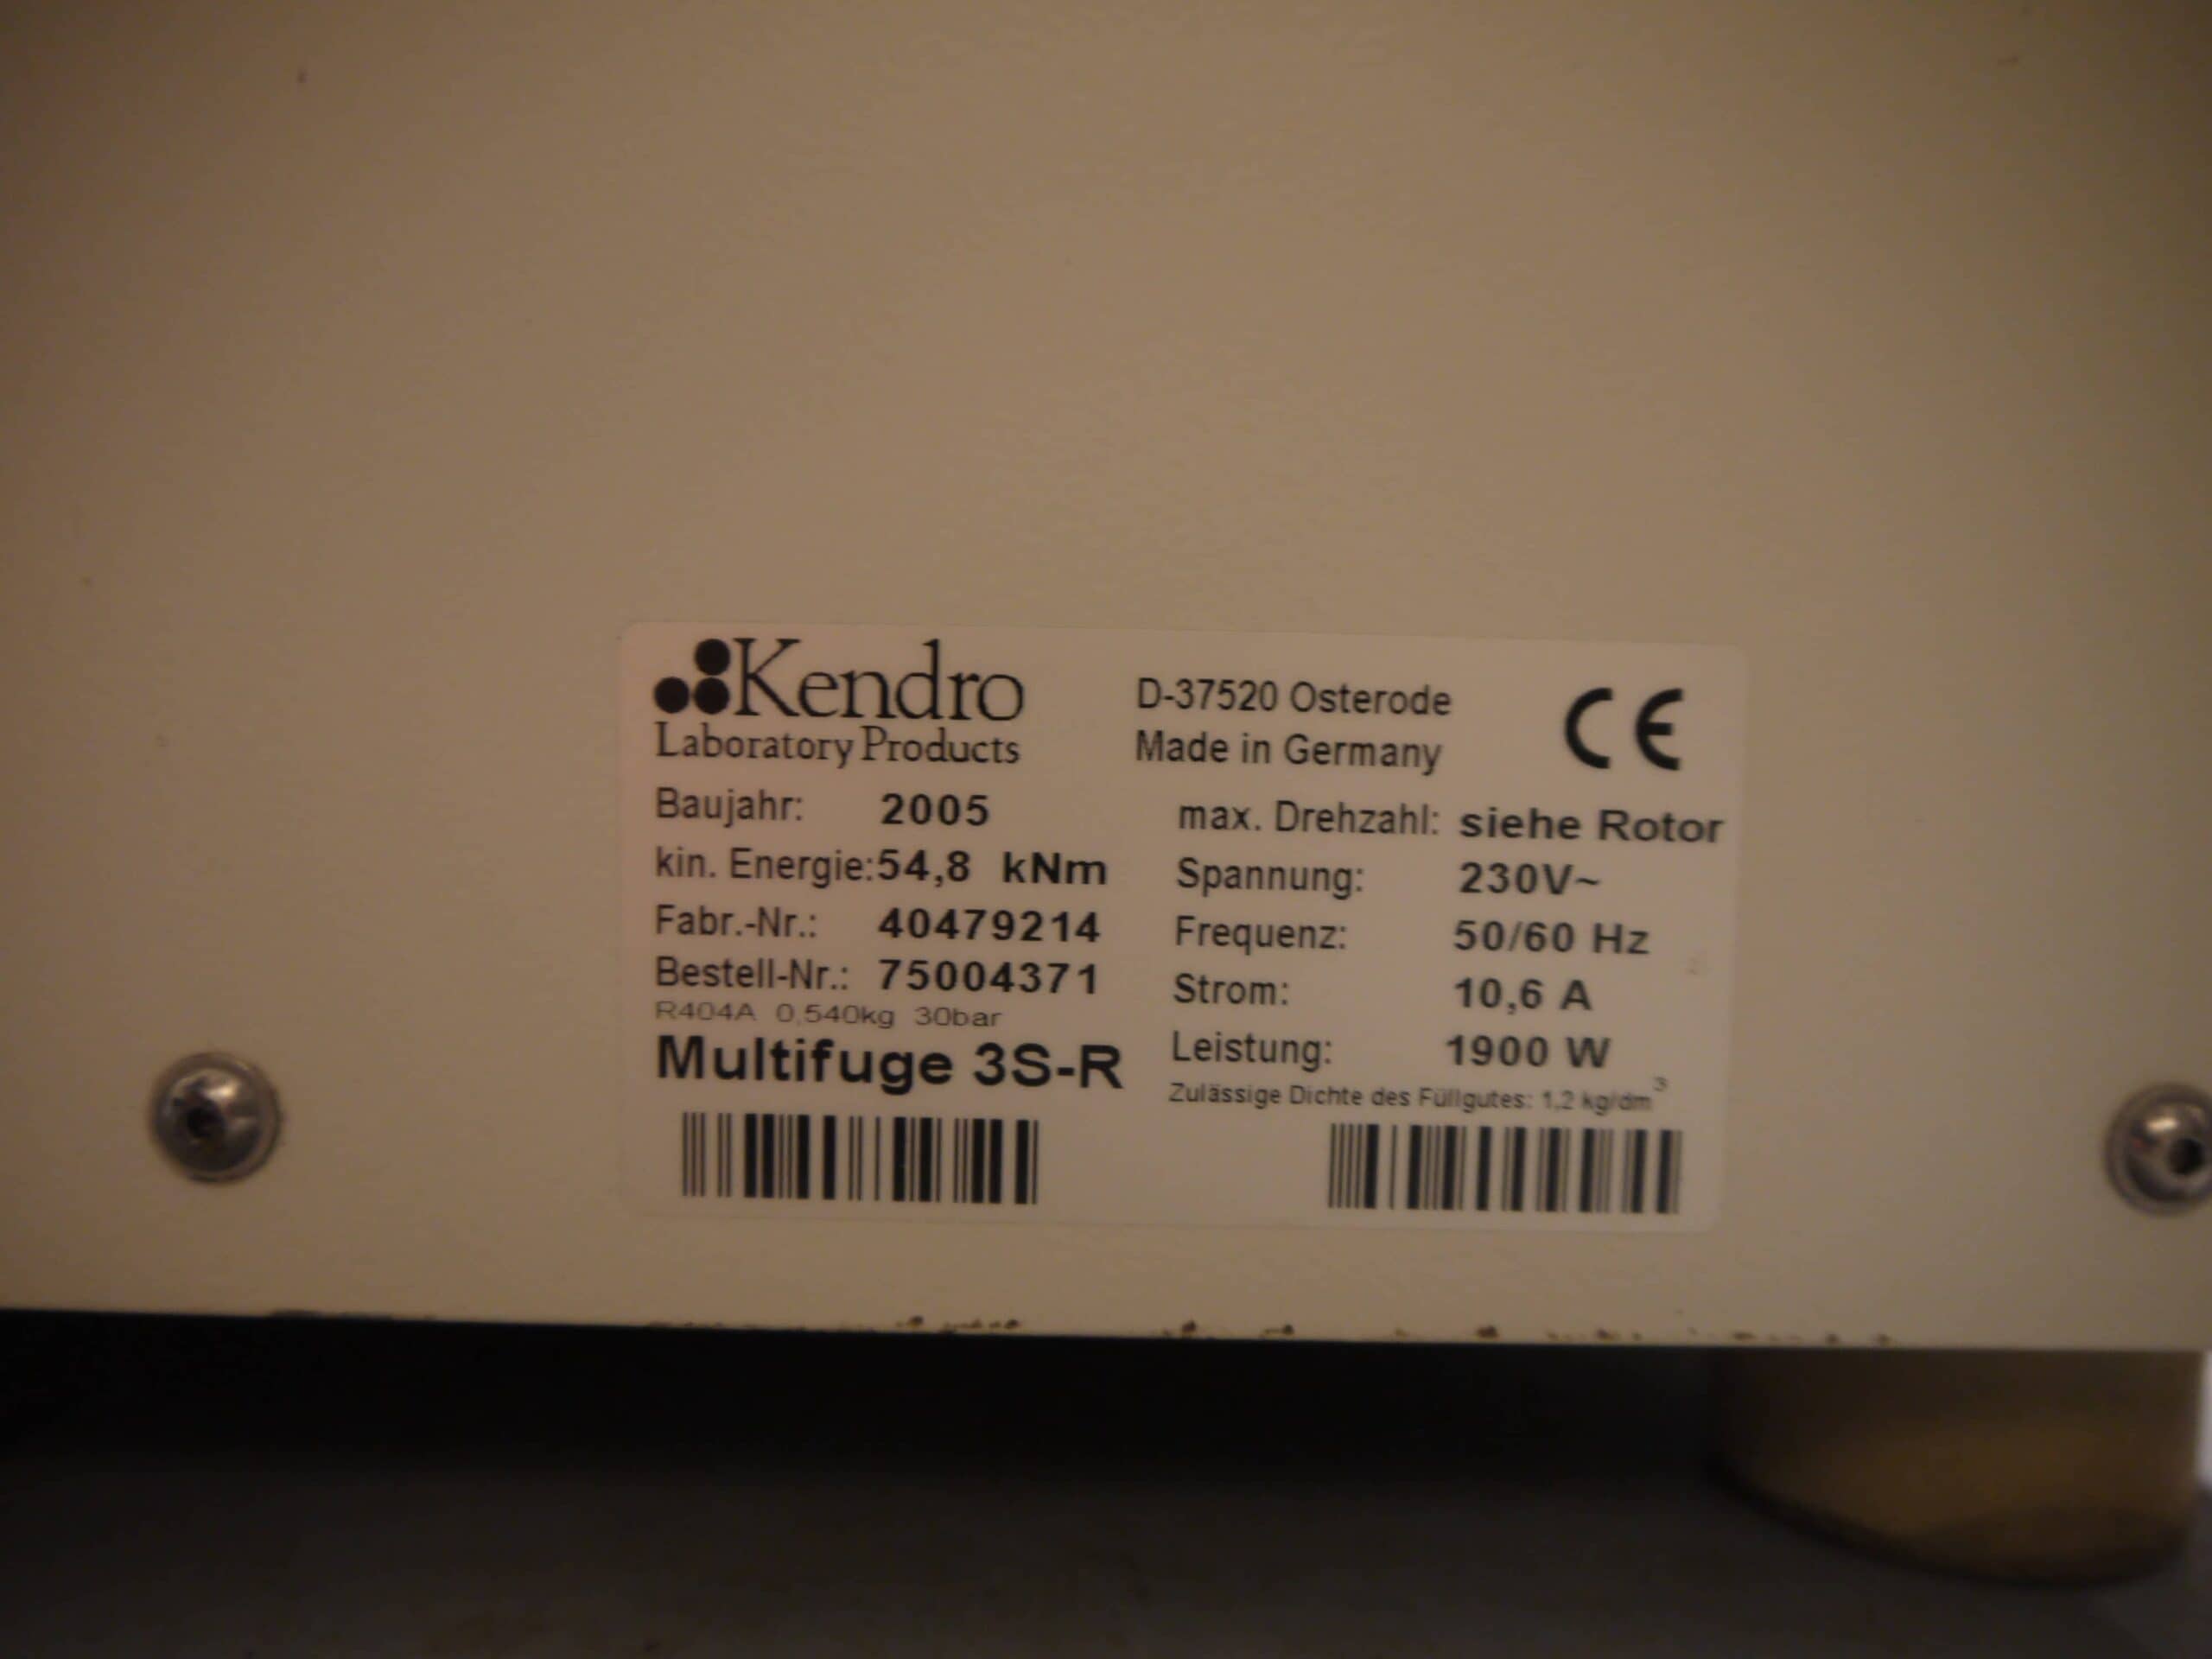 Kendro
Laboratory Products
D-37520 Osterode
Made in Germany
CE
Baujahr: 2005
kin. Energie: 54,8 kNm
Fabr.-Nr.: 40479214
Bestell-Nr.: 75004371
R404A 0,540kg 30bar
Multifuge 3S-R
max. Drehzahl: siehe Rotor
Spannung: 230V~
Frequenz: 50/60 Hz
Strom: 10,6 A
Leistung: 1900 W
Zulässige Dichte des Füllgutes: 1,2 kg/dm³